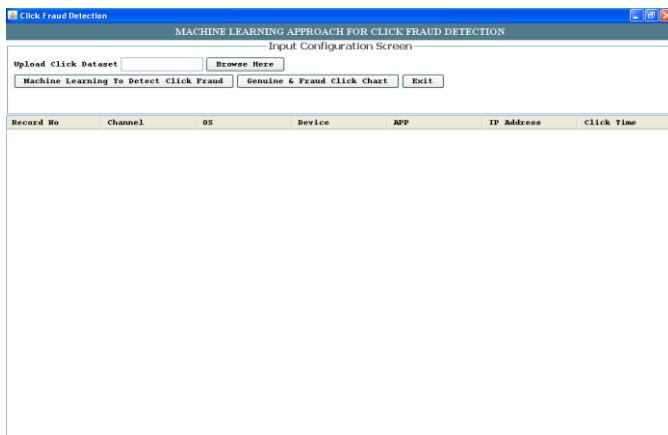 Click Fraud Detection
MACHINE LEARNING APPROACH FOR CLICK FRAUD DETECTION
Input Configuration Screen
Upload Click Dataset Browse Here
Machine Learning To Detect Click Fraud Genuine & Fraud Click Chart Exit
Record No Channel OS Device APP IP Address Click Time